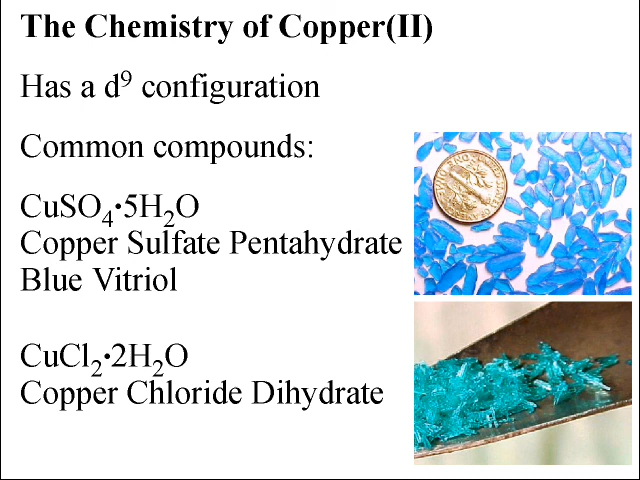 The Chemistry of Copper(II)
Has a d⁹ configuration
Common compounds:
CuSO₄·5H₂O
Copper Sulfate Pentahydrate
Blue Vitriol
CuCl₂·2H₂O
Copper Chloride Dihydrate